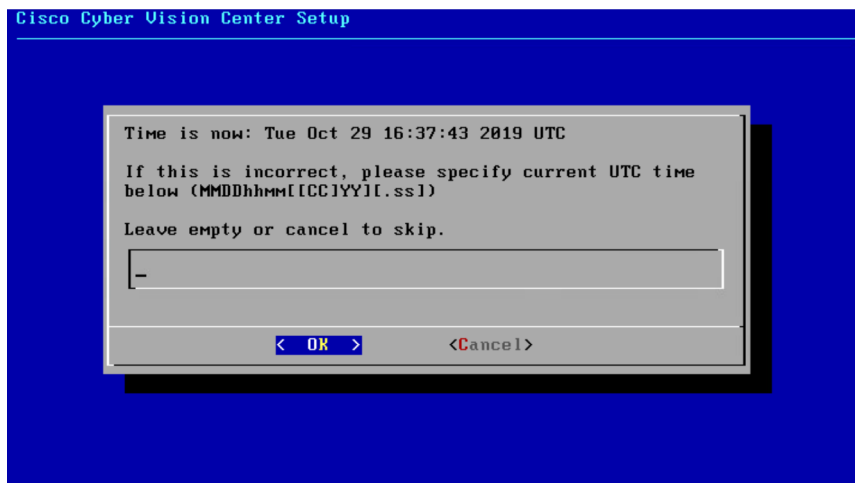 Cisco Cyber Vision Center Setup
Time is now: Tue Oct 29 16:37:43 2019 UTC
If this is incorrect, please specify current UTC time
below (MMDDhhmm[[CC]YY][.ss])
Leave empty or cancel to skip.
< OK > <Cancel>